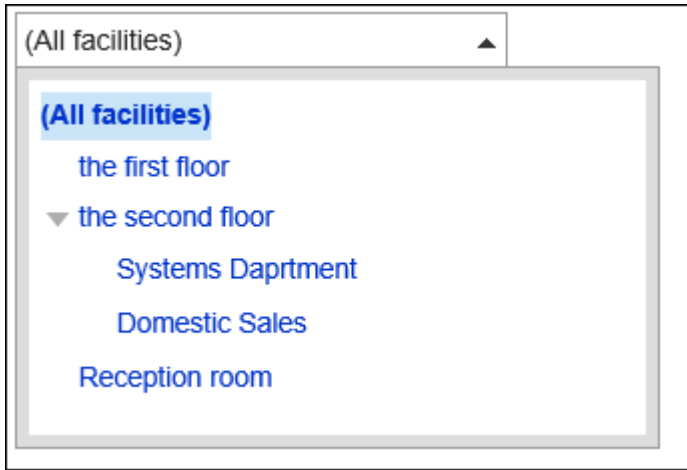 (All facilities)
(All facilities)
the first floor
the second floor
Systems Daprtment
Domestic Sales
Reception room